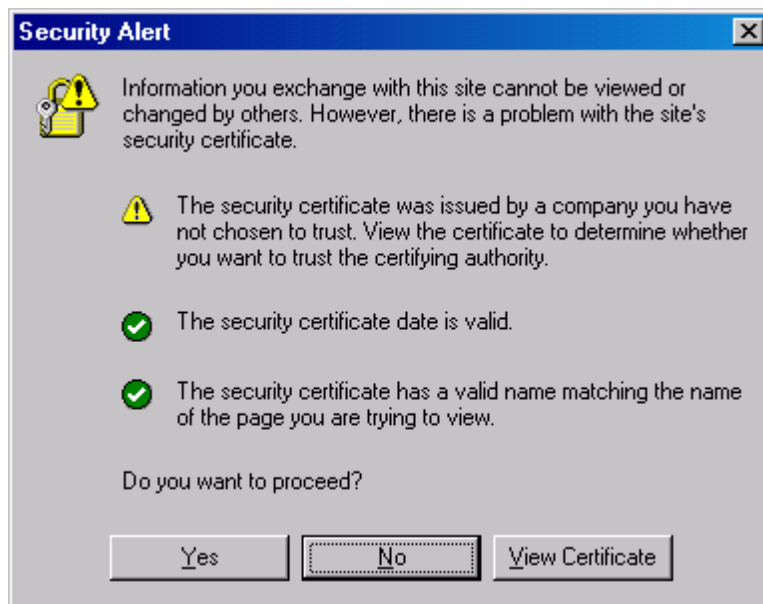 Security Alert
Information you exchange with this site cannot be viewed or
changed by others. However, there is a problem with the site's
security certificate.
The security certificate was issued by a company you have
not chosen to trust. View the certificate to determine whether
you want to trust the certifying authority.
The security certificate date is valid.
The security certificate has a valid name matching the name
of the page you are trying to view.
Do you want to proceed?
Yes
No
View Certificate